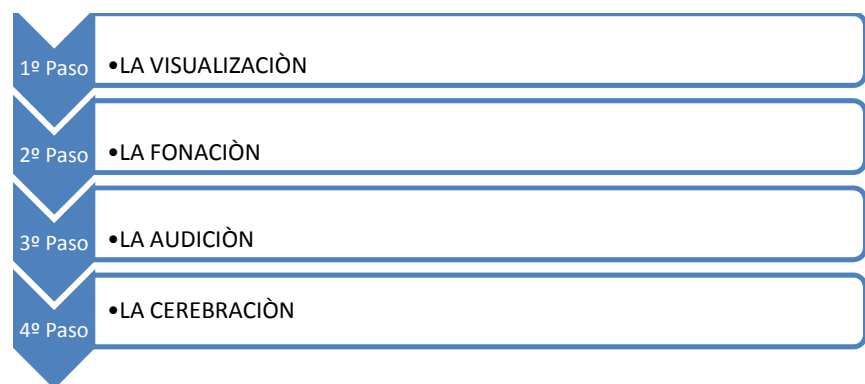 1º Paso
•LA VISUALIZACIÒN
2º Paso
•LA FONACIÒN
3º Paso
•LA AUDICIÒN
4º Paso
•LA CEREBRACIÒN